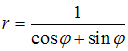 r = 1 / (cosφ + sinφ)